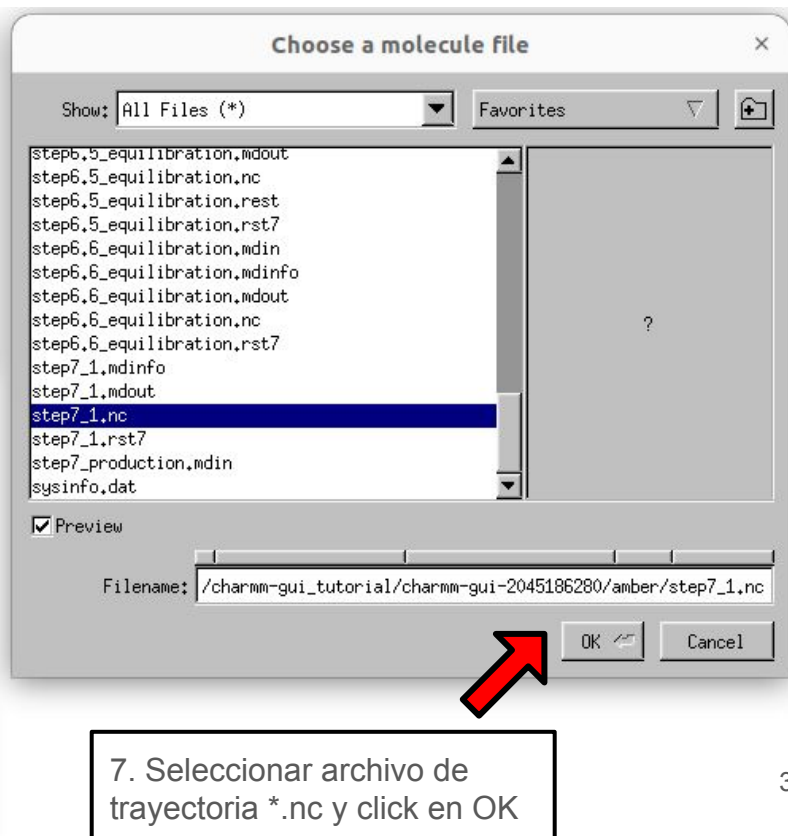 Choose a molecule file ×
Show: All Files (*) Favorites
step6.5_equilibration.mdout
step6.5_equilibration.nc
step6.5_equilibration.rest
step6.5_equilibration.rst7
step6.6_equilibration.mdin
step6.6_equilibration.mdinfo
step6.6_equilibration.mdout
step6.6_equilibration.nc
step6.6_equilibration.rst7
?
step7_1.mdinfo
step7_1.mdout
step7_1.nc
step7_1.rst7
step7_production.mdin
sysinfo.dat
Preview
Filename: /charmm-gui_tutorial/charmm-gui-2045186280/amber/step7_1.nc
OK Cancel
7. Seleccionar archivo de
trayectoria *.nc y click en OK
3